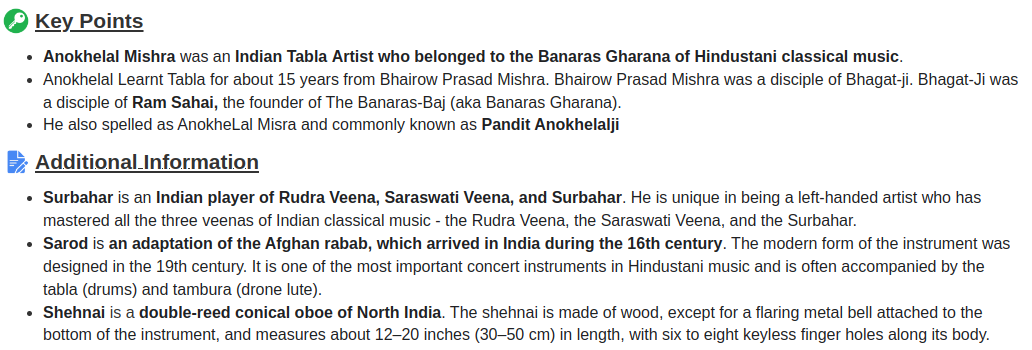 Key Points
Anokhelal Mishra was an Indian Tabla Artist who belonged to the Banaras Gharana of Hindustani classical music.
Anokhelal Learnt Tabla for about 15 years from Bhairow Prasad Mishra. Bhairow Prasad Mishra was a disciple of Bhagat-ji. Bhagat-Ji was
a disciple of Ram Sahai, the founder of The Banaras-Baj (aka Banaras Gharana).
He also spelled as AnokheLal Misra and commonly known as Pandit Anokhelalji
Additional Information
Surbahar is an Indian player of Rudra Veena, Saraswati Veena, and Surbahar. He is unique in being a left-handed artist who has
mastered all the three veenas of Indian classical music - the Rudra Veena, the Saraswati Veena, and the Surbahar.
Sarod is an adaptation of the Afghan rabab, which arrived in India during the 16th century. The modern form of the instrument was
designed in the 19th century. It is one of the most important concert instruments in Hindustani music and is often accompanied by the
tabla (drums) and tambura (drone lute).
Shehnai is a double-reed conical oboe of North India. The shehnai is made of wood, except for a flaring metal bell attached to the
bottom of the instrument, and measures about 12–20 inches (30–50 cm) in length, with six to eight keyless finger holes along its body.